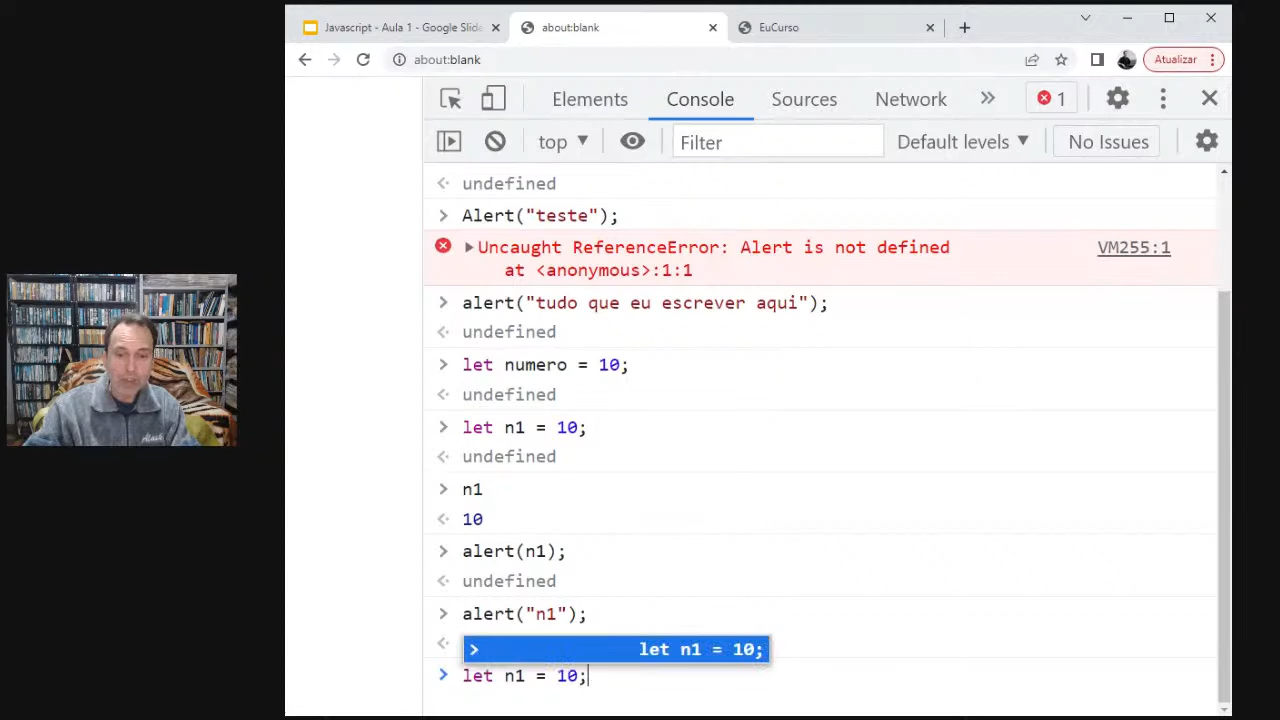 Javascript - Aula 1 - Google Slide
about:blank
EuCurso
about:blank
Atualizar
Elements
Console
Sources
Network
1
top
Filter
Default levels
No Issues
undefined
Alert("teste");
Uncaught ReferenceError: Alert is not defined
VM255:1
at <anonymous>:1:1
alert("tudo que eu escrever aqui");
undefined
let numero = 10;
undefined
let n1 = 10;
undefined
n1
10
alert(n1);
undefined
alert("n1");
> let n1 = 10;
let n1 = 10;